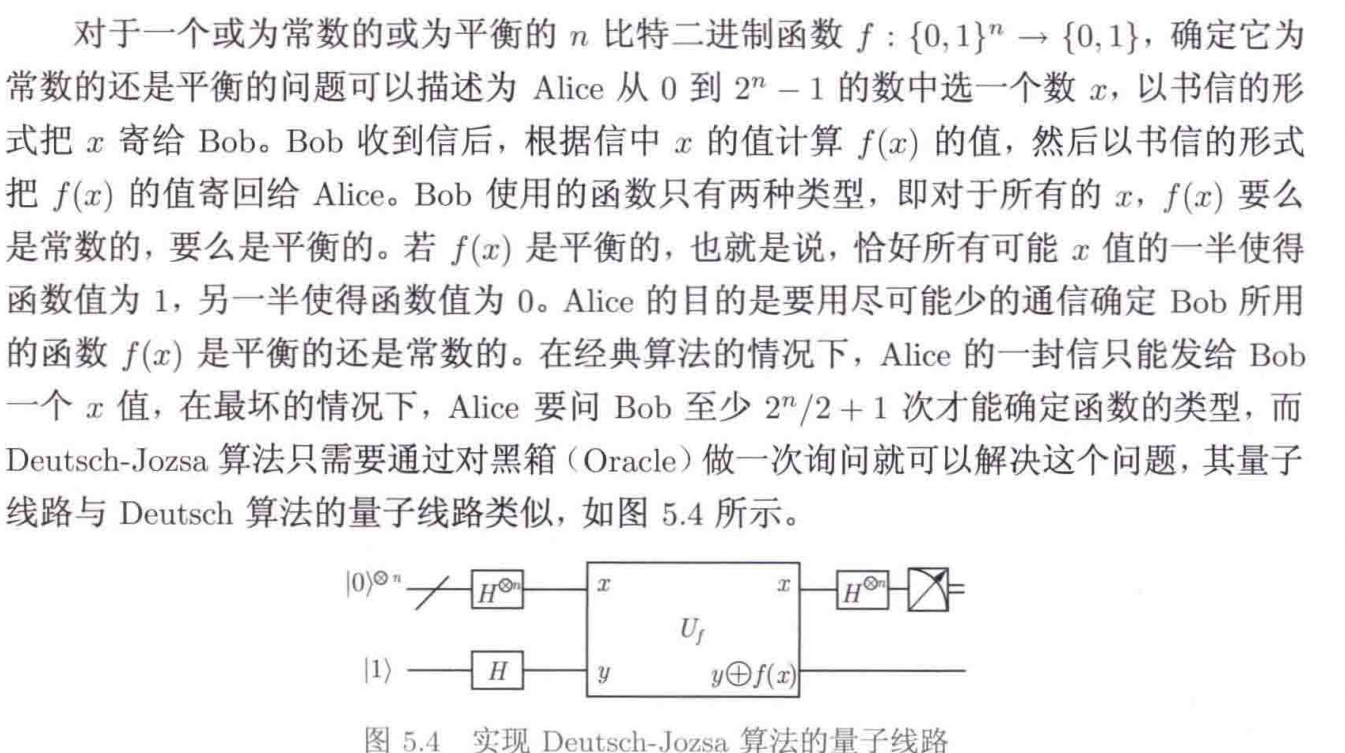 对于一个或为常数的或为平衡的 n 比特二进制函数 f : {0,1}ⁿ → {0,1}，确定它为
常数的还是平衡的问题可以描述为 Alice 从 0 到 2ⁿ − 1 的数中选一个数 x，以书信的形
式把 x 寄给 Bob。Bob 收到信后，根据信中 x 的值计算 f(x) 的值，然后以书信的形式
把 f(x) 的值寄回给 Alice。Bob 使用的函数只有两种类型，即对于所有的 x，f(x) 要么
是常数的，要么是平衡的。若 f(x) 是平衡的，也就是说，恰好所有可能 x 值的一半使得
函数值为 1，另一半使得函数值为 0。Alice 的目的是要用尽可能少的通信确定 Bob 所用
的函数 f(x) 是平衡的还是常数的。在经典算法的情况下，Alice 的一封信只能发给 Bob
一个 x 值，在最坏的情况下，Alice 要问 Bob 至少 2ⁿ/2 + 1 次才能确定函数的类型，而
Deutsch-Jozsa 算法只需要通过对黑箱（Oracle）做一次询问就可以解决这个问题，其量子
线路与 Deutsch 算法的量子线路类似，如图 5.4 所示。
|0⟩⊗ⁿ H⊗ⁿ x x H⊗ⁿ
U_f
|1⟩ H y y⊕f(x)
图 5.4 实现 Deutsch-Jozsa 算法的量子线路